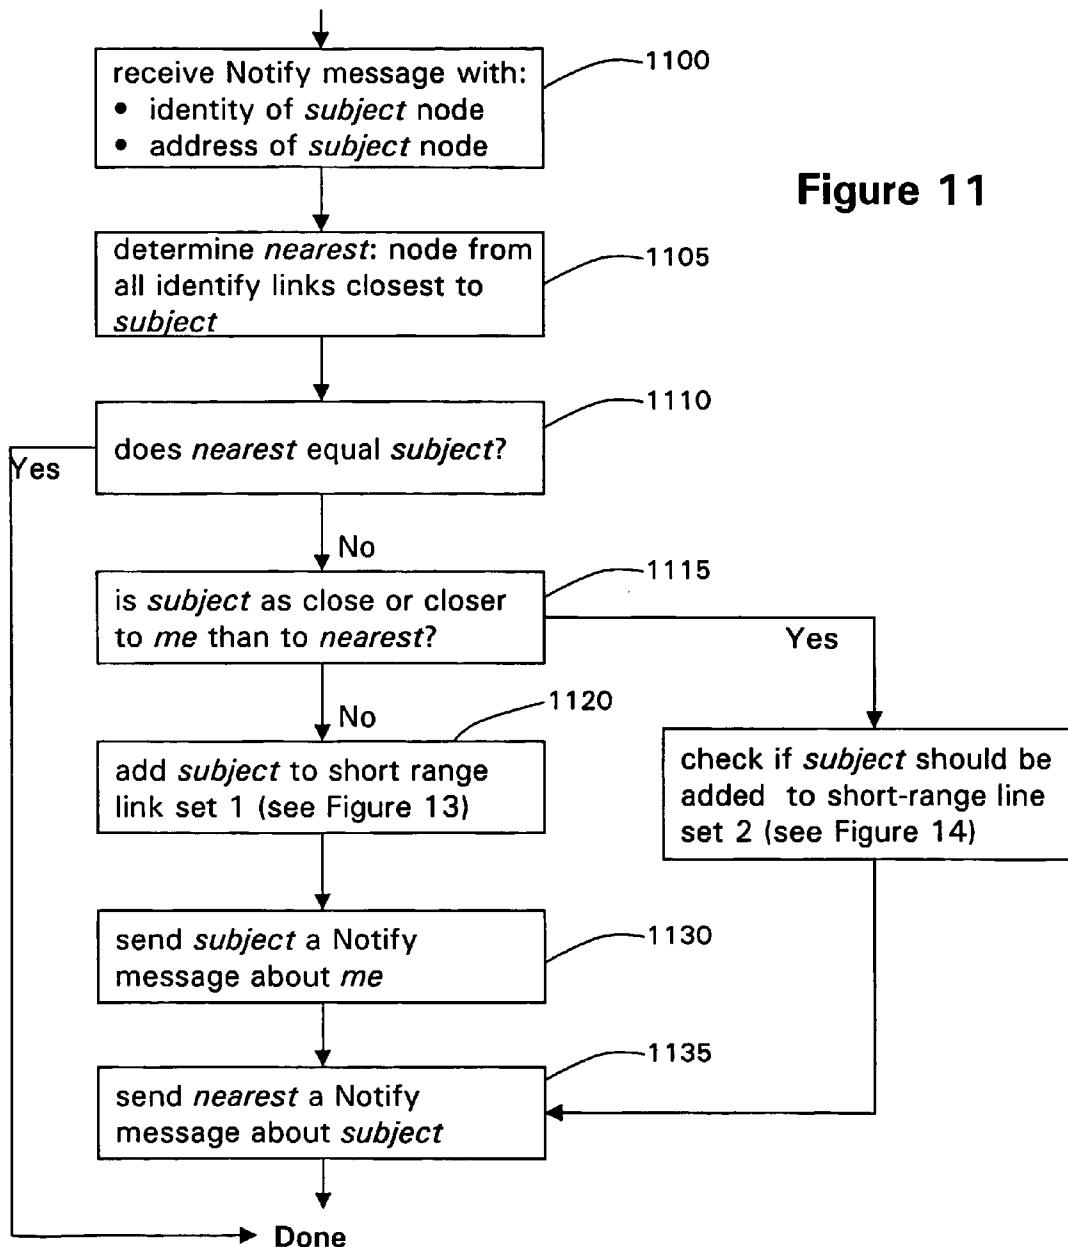 receive Notify message with:
• identity of subject node
• address of subject node
1100
Figure 11
determine nearest: node from
all identify links closest to
subject
1105
does nearest equal subject?
1110
Yes
No
is subject as close or closer
to me than to nearest?
1115
Yes
No
add subject to short range
link set 1 (see Figure 13)
1120
check if subject should be
added to short-range line
set 2 (see Figure 14)
send subject a Notify
message about me
1130
send nearest a Notify
message about subject
1135
Done